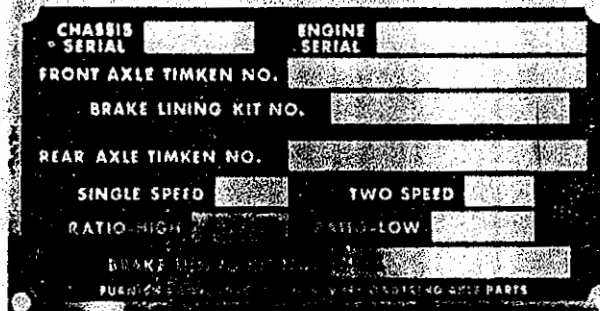 CHASSIS SERIAL ENGINE SERIAL
FRONT AXLE TIMKEN NO.
BRAKE LINING KIT NO.
REAR AXLE TIMKEN NO.
SINGLE SPEED TWO SPEED
RATIO-HIGH RATIO-LOW
BRAKE
AXLE PARTS